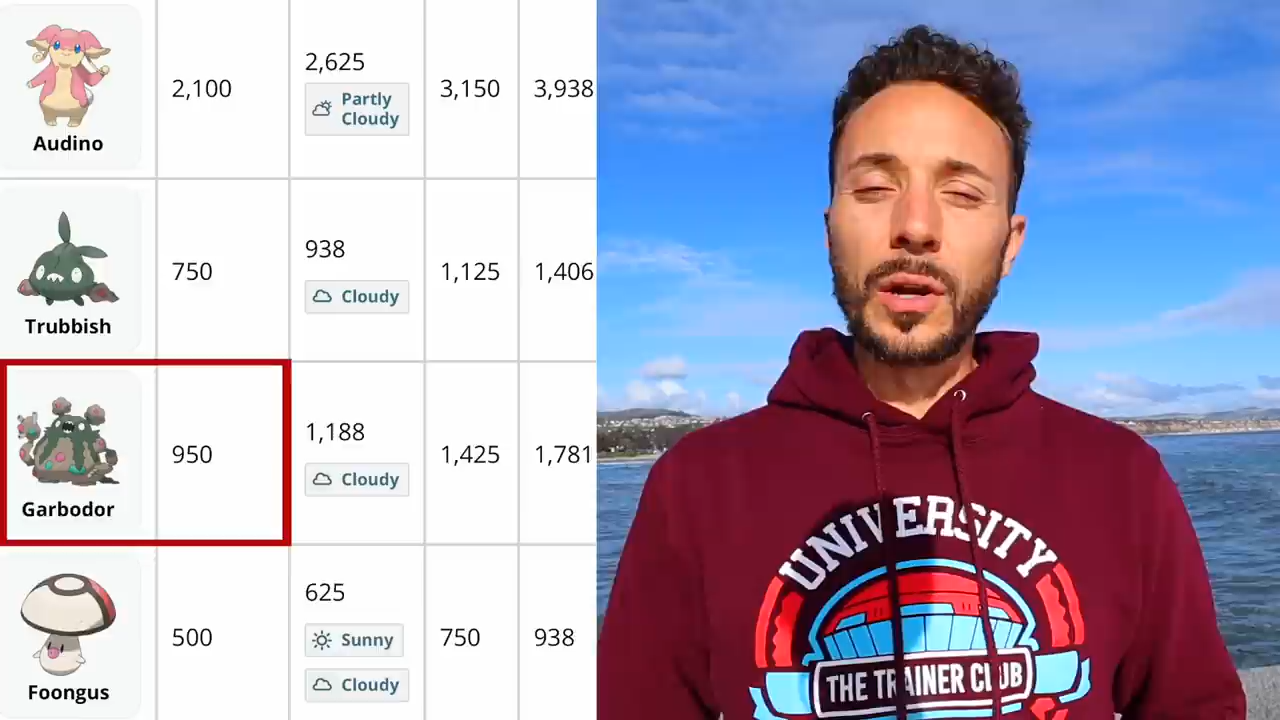 2,625
2,100
Partly
Cloudy
3,150
3,938
Audino
938
750
Cloudy
1,125
1,406
Trubbish
1,188
950
Cloudy
1,425
1,781
Garbodor
625
500
Sunny
750
938
Cloudy
Foongus
UNIVERSITY
THE TRAINER CLUB